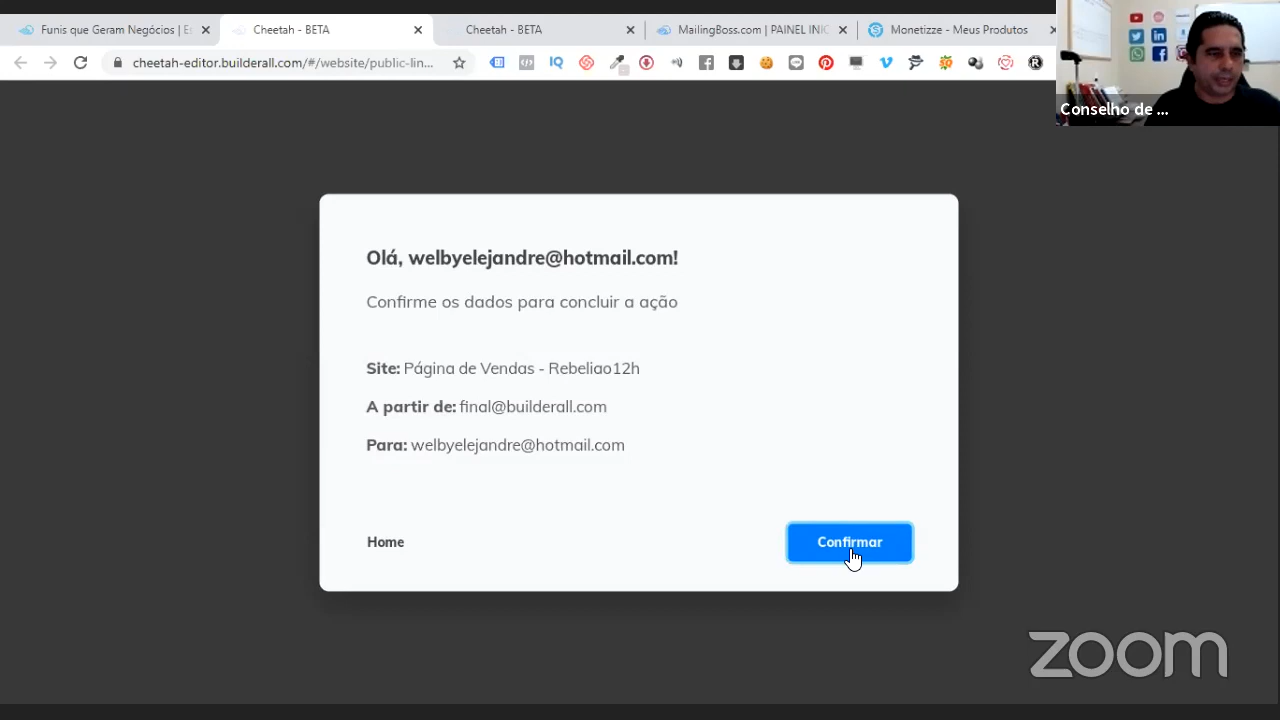 Funis que Geram Negócios | E
Cheetah - BETA
Cheetah - BETA
MailingBoss.com | PAINEL INIC
Monetizze - Meus Produtos
cheetah-editor.builderall.com/#/website/public-lin...
IQ
Conselho de ...
Olá, welbyelejandre@hotmail.com!
Confirme os dados para concluir a ação
Site: Página de Vendas - Rebeliao12h
A partir de: final@builderall.com
Para: welbyelejandre@hotmail.com
Home
Confirmar
zoom